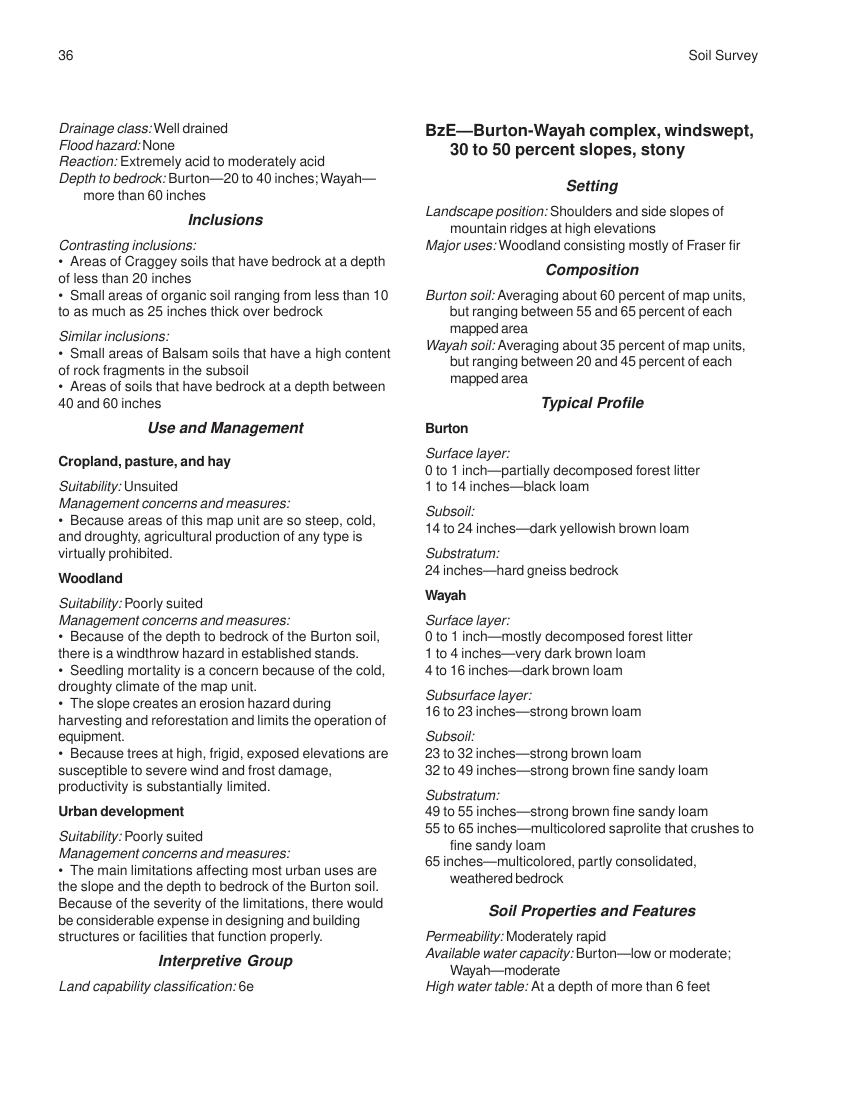 36
Soil Survey
Drainage class: Well drained
Flood hazard: None
Reaction: Extremely acid to moderately acid
Depth to bedrock: Burton—20 to 40 inches; Wayah—
more than 60 inches
Inclusions
Contrasting inclusions:
• Areas of Craggey soils that have bedrock at a depth
of less than 20 inches
• Small areas of organic soil ranging from less than 10
to as much as 25 inches thick over bedrock
Similar inclusions:
• Small areas of Balsam soils that have a high content
of rock fragments in the subsoil
• Areas of soils that have bedrock at a depth between
40 and 60 inches
Use and Management
Cropland, pasture, and hay
Suitability: Unsuited
Management concerns and measures:
• Because areas of this map unit are so steep, cold,
and droughty, agricultural production of any type is
virtually prohibited.
Woodland
Suitability: Poorly suited
Management concerns and measures:
• Because of the depth to bedrock of the Burton soil,
there is a windthrow hazard in established stands.
• Seedling mortality is a concern because of the cold,
droughty climate of the map unit.
• The slope creates an erosion hazard during
harvesting and reforestation and limits the operation of
equipment.
• Because trees at high, frigid, exposed elevations are
susceptible to severe wind and frost damage,
productivity is substantially limited.
Urban development
Suitability: Poorly suited
Management concerns and measures:
• The main limitations affecting most urban uses are
the slope and the depth to bedrock of the Burton soil.
Because of the severity of the limitations, there would
be considerable expense in designing and building
structures or facilities that function properly.
Interpretive Group
Land capability classification: 6e
BzE—Burton-Wayah complex, windswept,
30 to 50 percent slopes, stony
Setting
Landscape position: Shoulders and side slopes of
mountain ridges at high elevations
Major uses: Woodland consisting mostly of Fraser fir
Composition
Burton soil: Averaging about 60 percent of map units,
but ranging between 55 and 65 percent of each
mapped area
Wayah soil: Averaging about 35 percent of map units,
but ranging between 20 and 45 percent of each
mapped area
Typical Profile
Burton
Surface layer:
0 to 1 inch—partially decomposed forest litter
1 to 14 inches—black loam
Subsoil:
14 to 24 inches—dark yellowish brown loam
Substratum:
24 inches—hard gneiss bedrock
Wayah
Surface layer:
0 to 1 inch—mostly decomposed forest litter
1 to 4 inches—very dark brown loam
4 to 16 inches—dark brown loam
Subsurface layer:
16 to 23 inches—strong brown loam
Subsoil:
23 to 32 inches—strong brown loam
32 to 49 inches—strong brown fine sandy loam
Substratum:
49 to 55 inches—strong brown fine sandy loam
55 to 65 inches—multicolored saprolite that crushes to
fine sandy loam
65 inches—multicolored, partly consolidated,
weathered bedrock
Soil Properties and Features
Permeability: Moderately rapid
Available water capacity: Burton—low or moderate;
Wayah—moderate
High water table: At a depth of more than 6 feet